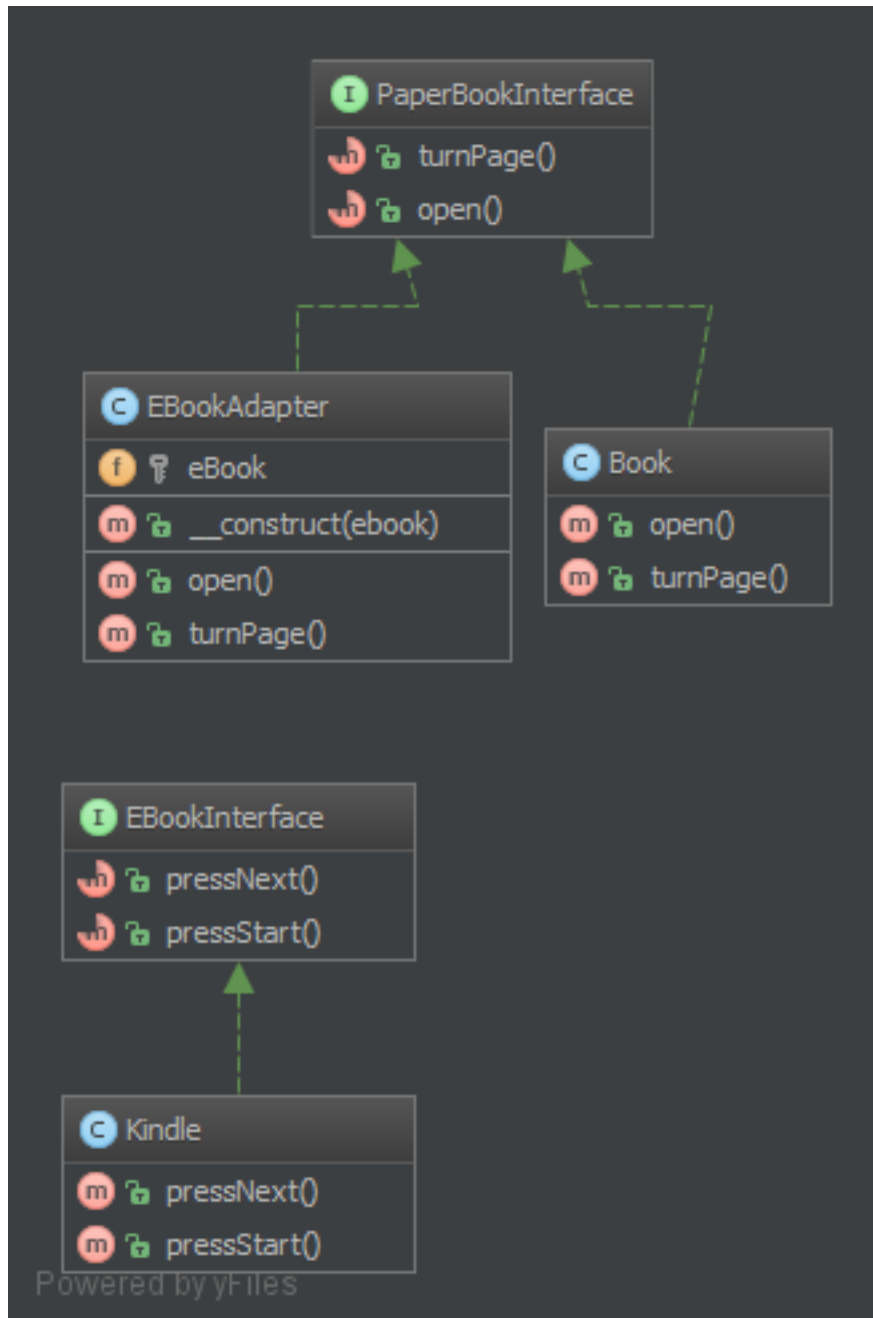 I PaperBookInterface
m turnPage()
m open()
C EBookAdapter
f eBook
m __construct(ebook)
m open()
m turnPage()
C Book
m open()
m turnPage()
I EBookInterface
m pressNext()
m pressStart()
C Kindle
m pressNext()
m pressStart()
Powered by yFiles